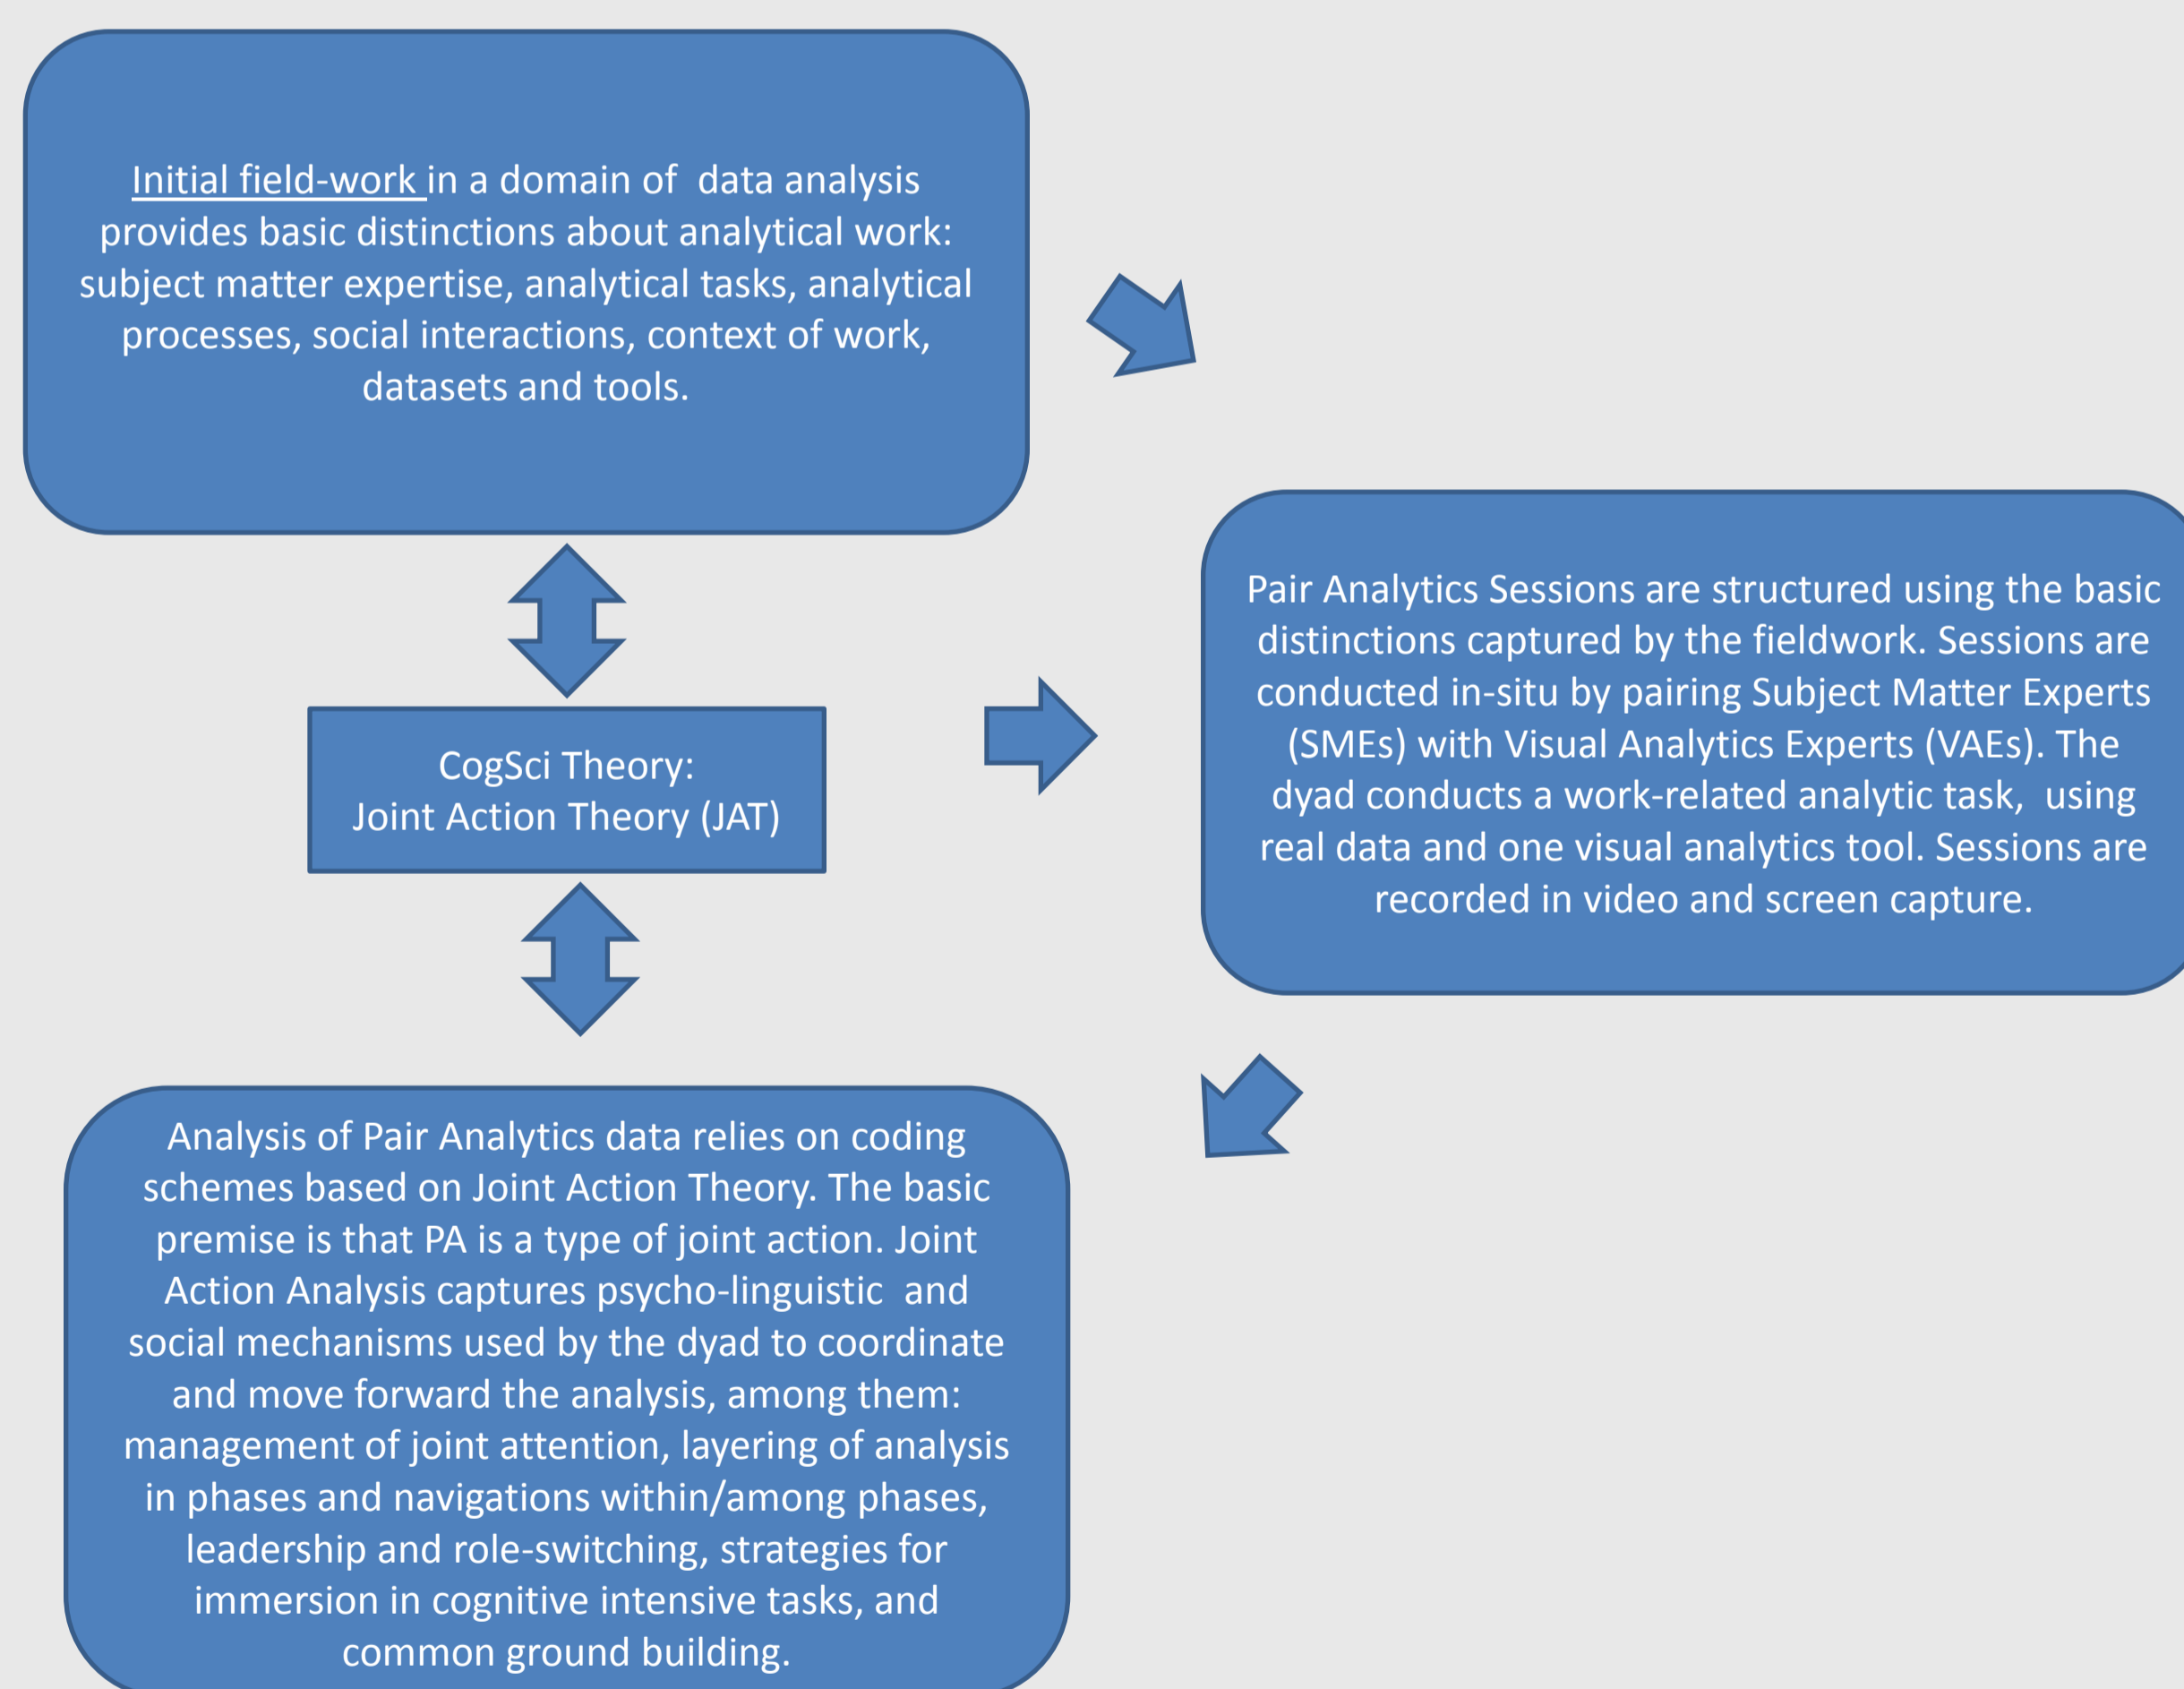 Initial field-work in a domain of data analysis
provides basic distinctions about analytical work:
subject matter expertise, analytical tasks, analytical
processes, social interactions, context of work,
datasets and tools.
CogSci Theory:
Joint Action Theory (JAT)
Pair Analytics Sessions are structured using the basic
distinctions captured by the fieldwork. Sessions are
conducted in-situ by pairing Subject Matter Experts
(SMEs) with Visual Analytics Experts (VAEs). The
dyad conducts a work-related analytic task, using
real data and one visual analytics tool. Sessions are
recorded in video and screen capture.
Analysis of Pair Analytics data relies on coding
schemes based on Joint Action Theory. The basic
premise is that PA is a type of joint action. Joint
Action Analysis captures psycho-linguistic and
social mechanisms used by the dyad to coordinate
and move forward the analysis, among them:
management of joint attention, layering of analysis
in phases and navigations within/among phases,
leadership and role-switching, strategies for
immersion in cognitive intensive tasks, and
common ground building.